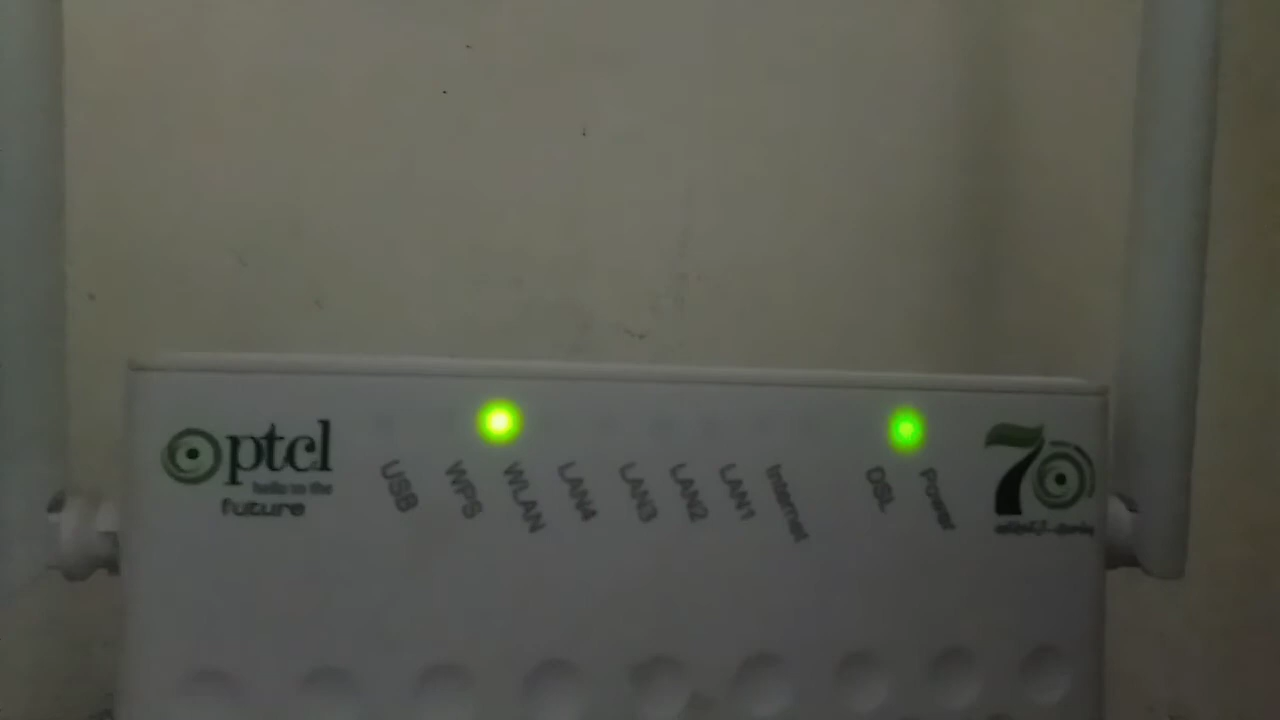 ptcl
hello to the
future
USB
WPS
WLAN
LAN4
LAN3
LAN2
LAN1
Internet
DSL
Power
70